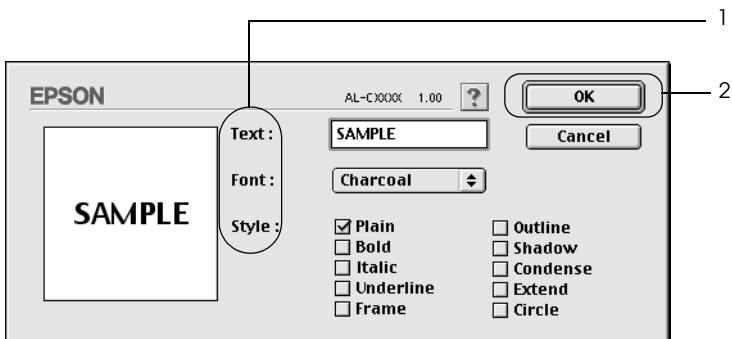 1
EPSON AL-CXXXX 1.00 ? OK 2
Text : SAMPLE Cancel
Font : Charcoal
SAMPLE
Style : Plain Outline
Bold Shadow
Italic Condense
Underline Extend
Frame Circle